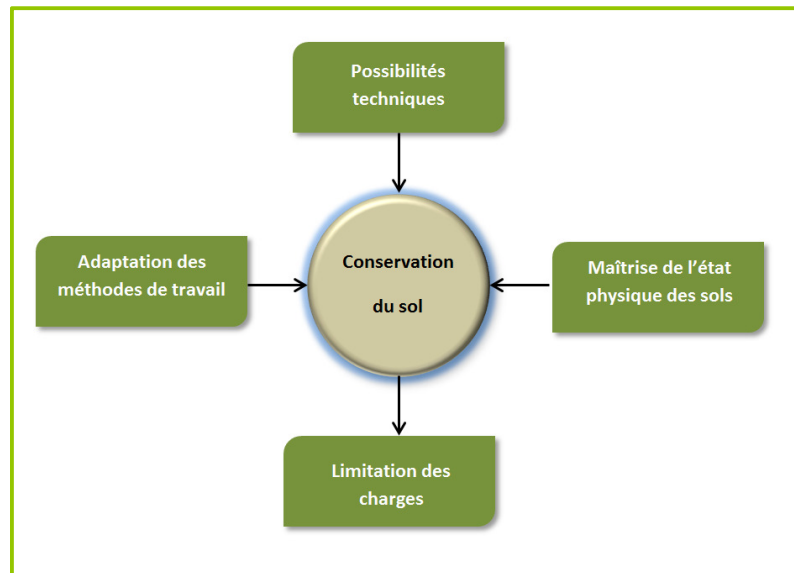 Possibilités
techniques
Adaptation des
méthodes de travail
Conservation
du sol
Maîtrise de l'état
physique des sols
Limitation des
charges